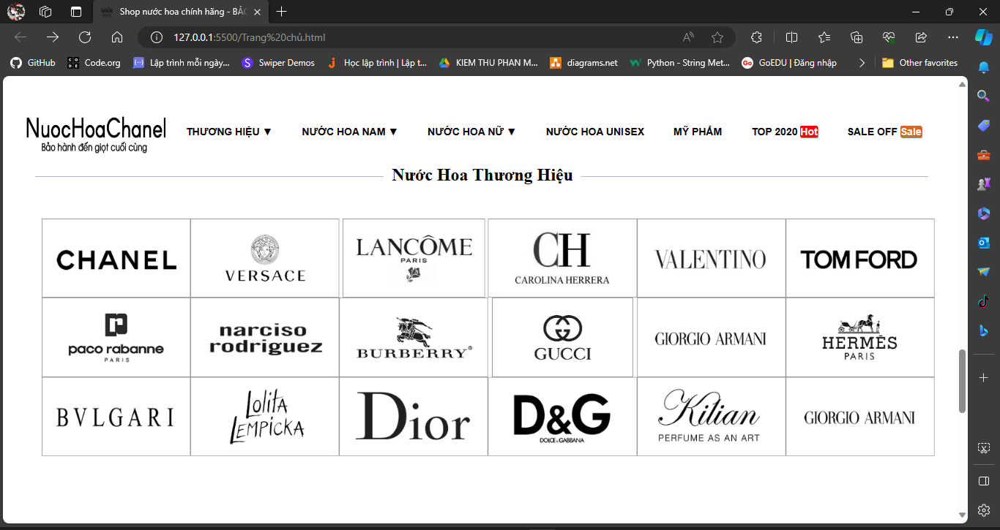 Shop nước hoa chính hãng - BẢC
127.0.0.1:5500/Trang%20chủ.html
GitHub Code.org Lập trình mỗi ngày... Swiper Demos Học lập trình | Lập t... KIEM THU PHAN M... diagrams.net Python - String Met... GoEDU | Đăng nhập Other favorites
NuocHoaChanel
Bảo hành đến giọt cuối cùng
THƯƠNG HIỆU ▼ NƯỚC HOA NAM ▼ NƯỚC HOA NỮ ▼ NƯỚC HOA UNISEX MỸ PHẨM TOP 2020 Hot SALE OFF Sale
Nước Hoa Thương Hiệu
CHANEL
VERSACE
LANCÔME
PARIS
CH
CAROLINA HERRERA
VALENTINO
TOM FORD
paco rabanne
PARIS
narciso
rodriguez
BURBERRY®
GUCCI
GIORGIO ARMANI
HERMÈS
PARIS
BVLGARI
Lolita
Lempicka
Dior
D&G
DOLCE & GABBANA
Kilian
PERFUME AS AN ART
GIORGIO ARMANI